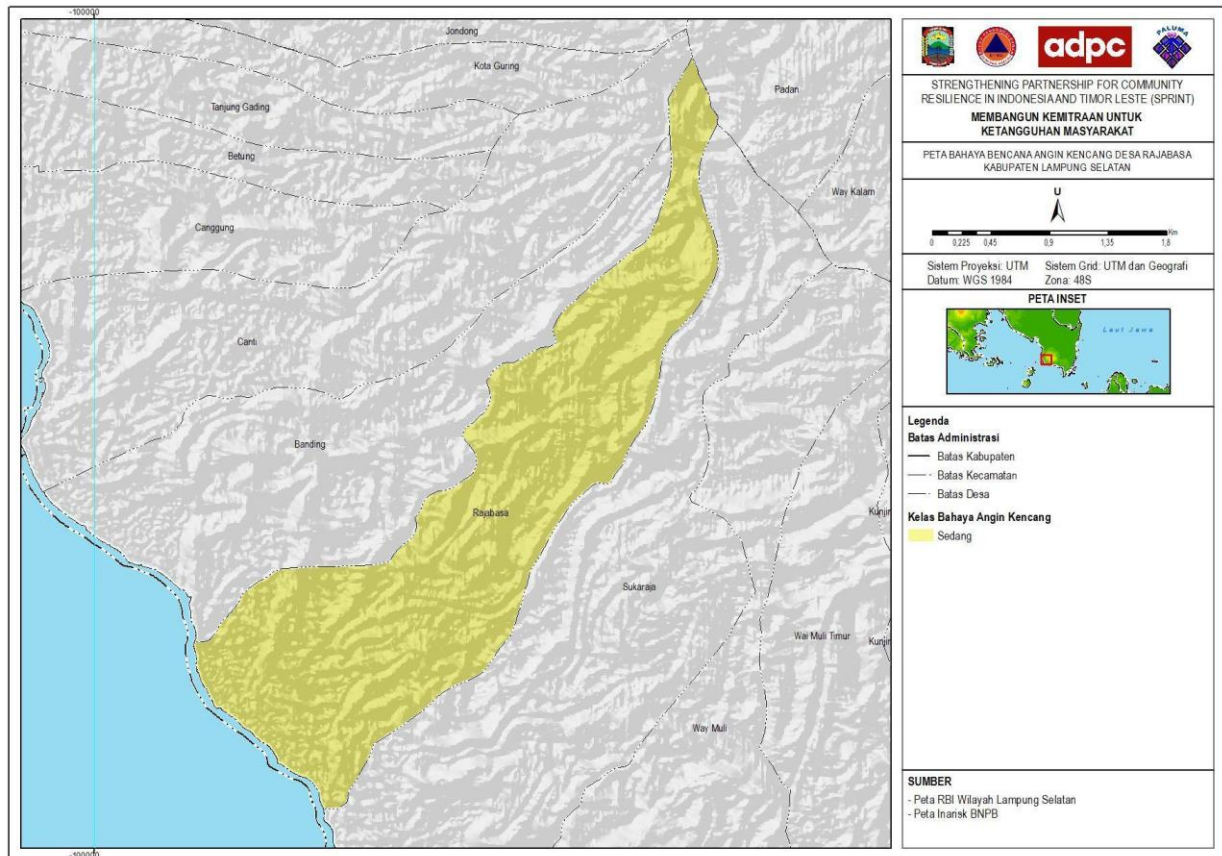 -100000
Jondong
Kota Guring
Padan
Tanjung Gading
Betung
Way Kalam
Canggung
Canti
Banding
Rajabasa
Kunjir
Sukaraja
Wai Muli Timur
Kunjir
Way Muli
-100000
adpc
PALUMA
STRENGTHENING PARTNERSHIP FOR COMMUNITY
RESILIENCE IN INDONESIA AND TIMOR LESTE (SPRINT)
MEMBANGUN KEMITRAAN UNTUK
KETANGGUHAN MASYARAKAT
PETA BAHAYA BENCANA ANGIN KENCANG DESA RAJABASA
KABUPATEN LAMPUNG SELATAN
U
Km
0 0,225 0,45 0,9 1,35 1,8
Sistem Proyeksi: UTM Sistem Grid: UTM dan Geografi
Datum: WGS 1984 Zona: 48S
PETA INSET
Laut Jawa
Legenda
Batas Administrasi
Batas Kabupaten
Batas Kecamatan
Batas Desa
Kelas Bahaya Angin Kencang
Sedang
SUMBER
- Peta RBI Wilayah Lampung Selatan
- Peta Inarisk BNPB